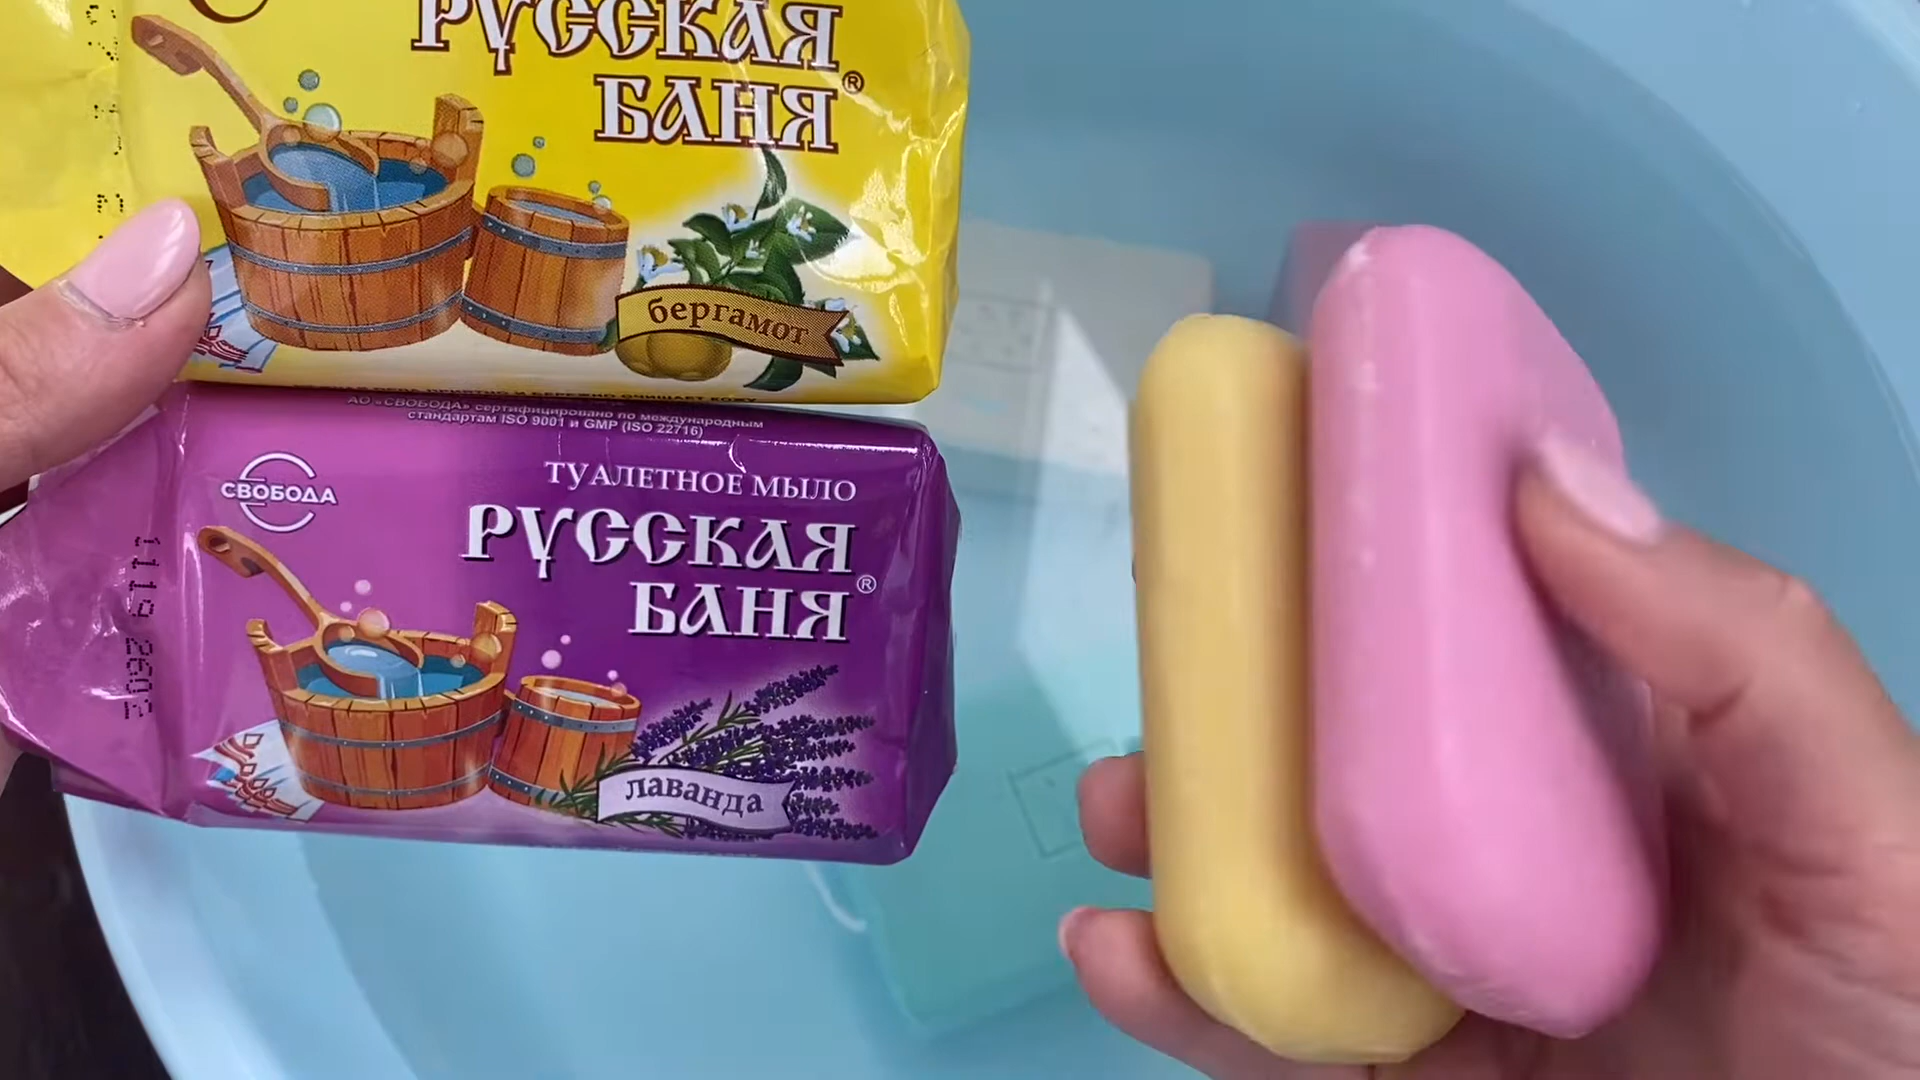 РУССКАЯ
БАНЯ®
бергамот
АО «СВОБОДА» сертифицировано по международным
стандартам ISO 9001 и GMP (ISO 22716)
СВОБОДА
ТУАЛЕТНОЕ МЫЛО
РУССКАЯ
БАНЯ®
лаванда